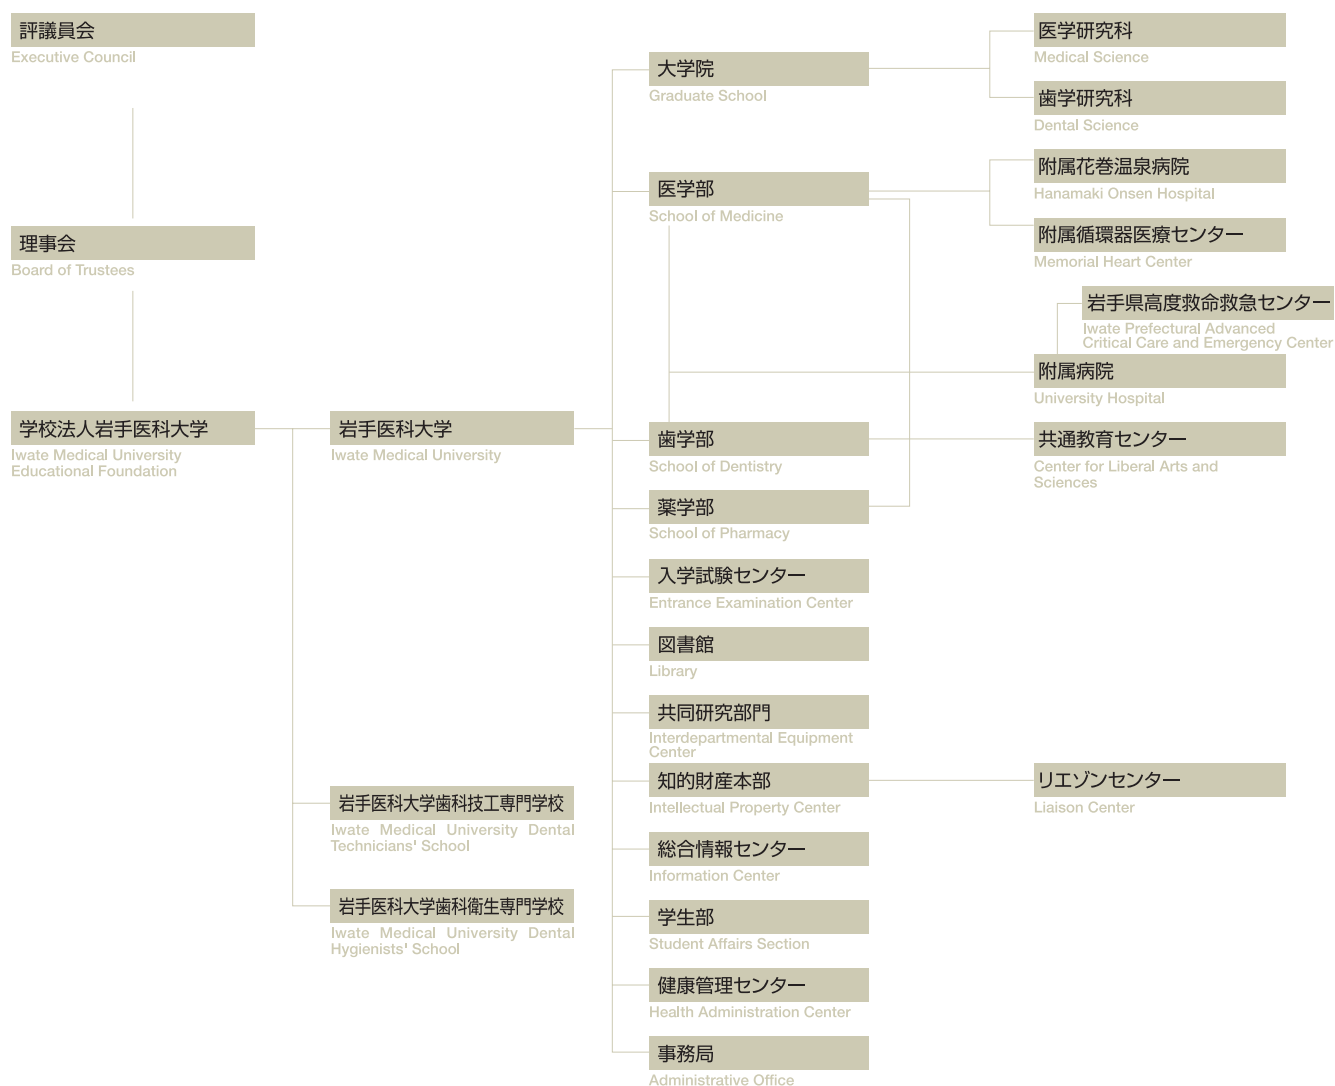 評議員会
Executive Council
理事会
Board of Trustees
学校法人岩手医科大学
Iwate Medical University
Educational Foundation
岩手医科大学
Iwate Medical University
岩手医科大学歯科技工専門学校
Iwate Medical University Dental
Technicians' School
岩手医科大学歯科衛生専門学校
Iwate Medical University Dental
Hygienists' School
大学院
Graduate School
医学部
School of Medicine
歯学部
School of Dentistry
薬学部
School of Pharmacy
入学試験センター
Entrance Examination Center
図書館
Library
共同研究部門
Interdepartmental Equipment
Center
知的財産本部
Intellectual Property Center
総合情報センター
Information Center
学生部
Student Affairs Section
健康管理センター
Health Administration Center
事務局
Administrative Office
医学研究科
Medical Science
歯学研究科
Dental Science
附属花巻温泉病院
Hanamaki Onsen Hospital
附属循環器医療センター
Memorial Heart Center
岩手県高度救命救急センター
Iwate Prefectural Advanced
Critical Care and Emergency Center
附属病院
University Hospital
共通教育センター
Center for Liberal Arts and
Sciences
リエゾンセンター
Liaison Center